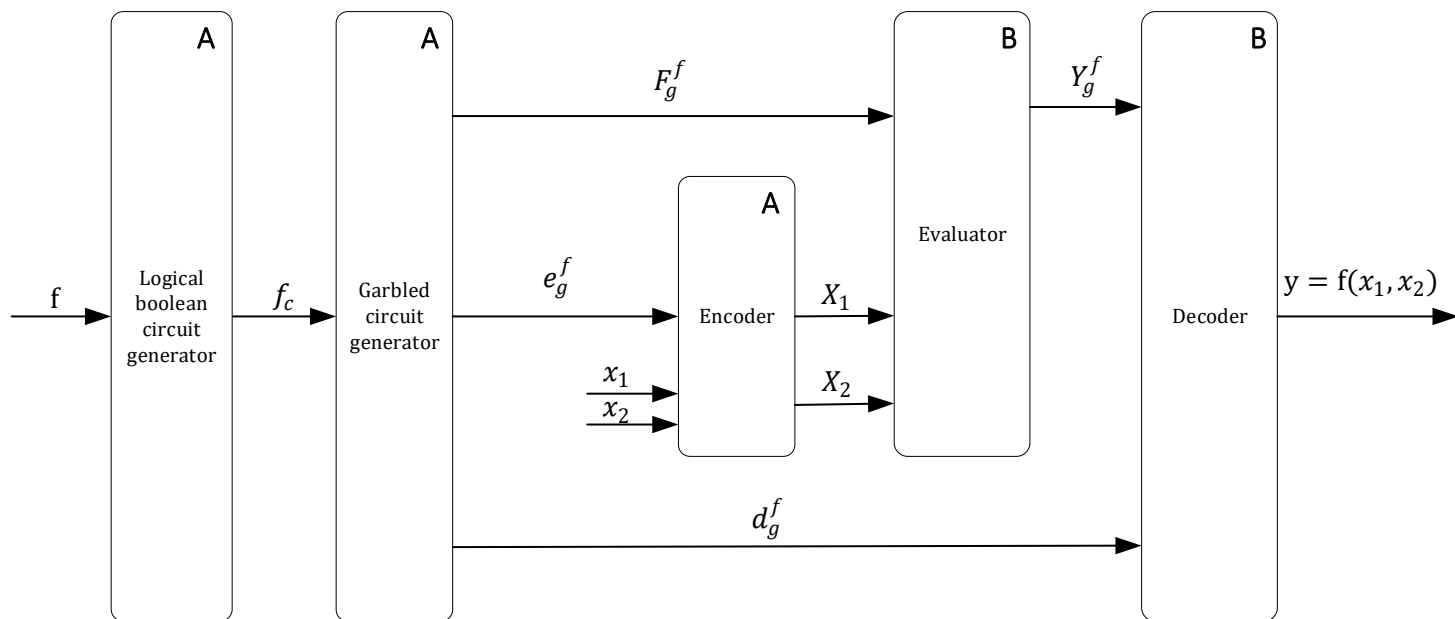 A
A
B
B
F_g^f
Y_g^f
A
Evaluator
f
Logical
boolean
circuit
generator
f_c
Garbled
circuit
generator
e_g^f
Encoder
X_1
Decoder
y = f(x_1, x_2)
x_1
x_2
X_2
d_g^f